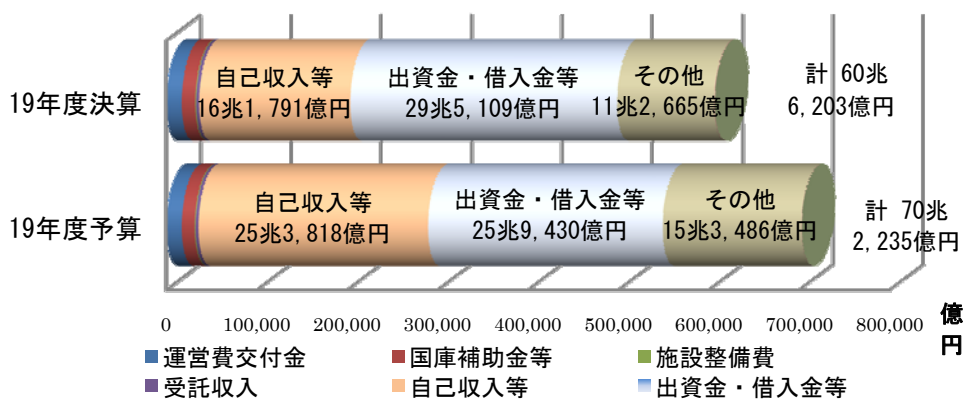 19年度決算
自己収入等
16兆1,791億円
出資金・借入金等
29兆5,109億円
その他
11兆2,665億円
計 60兆
6,203億円
19年度予算
自己収入等
25兆3,818億円
出資金・借入金等
25兆9,430億円
その他
15兆3,486億円
計 70兆
2,235億円
0 100,000 200,000 300,000 400,000 500,000 600,000 700,000 800,000
億
円
運営費交付金 国庫補助金等 施設整備費
受託収入 自己収入等 出資金・借入金等